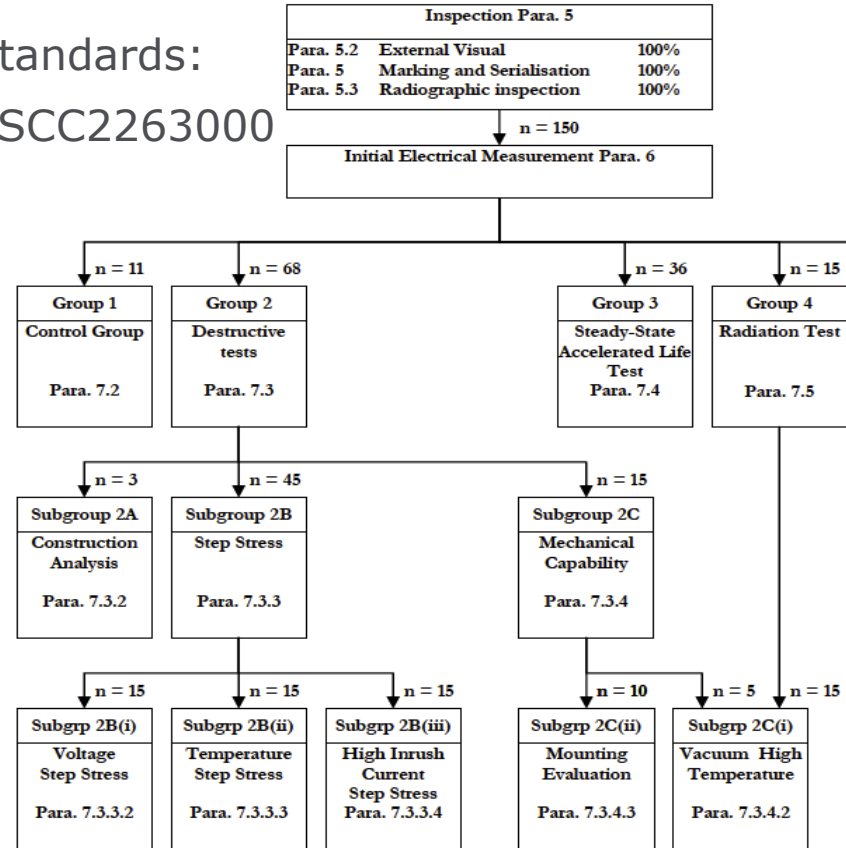 tandards:
SCC2263000
Inspection Para. 5
Para. 5.2 External Visual 100%
Para. 5 Marking and Serialisation 100%
Para. 5.3 Radiographic inspection 100%
n = 150
Initial Electrical Measurement Para. 6
n = 11
n = 68
n = 36
n = 15
Group 1
Control Group
Para. 7.2
Group 2
Destructive
tests
Para. 7.3
Group 3
Steady-State
Accelerated Life
Test
Para. 7.4
Group 4
Radiation Test
Para. 7.5
n = 3
n = 45
n = 15
Subgroup 2A
Construction
Analysis
Para. 7.3.2
Subgroup 2B
Step Stress
Para. 7.3.3
Subgroup 2C
Mechanical
Capability
Para. 7.3.4
n = 15
n = 15
n = 15
n = 10
n = 5
n = 15
Subgrp 2B(i)
Voltage
Step Stress
Para. 7.3.3.2
Subgrp 2B(ii)
Temperature
Step Stress
Para. 7.3.3.3
Subgrp 2B(iii)
High Inrush
Current
Step Stress
Para. 7.3.3.4
Subgrp 2C(ii)
Mounting
Evaluation
Para. 7.3.4.3
Subgrp 2C(i)
Vacuum High
Temperature
Para. 7.3.4.2